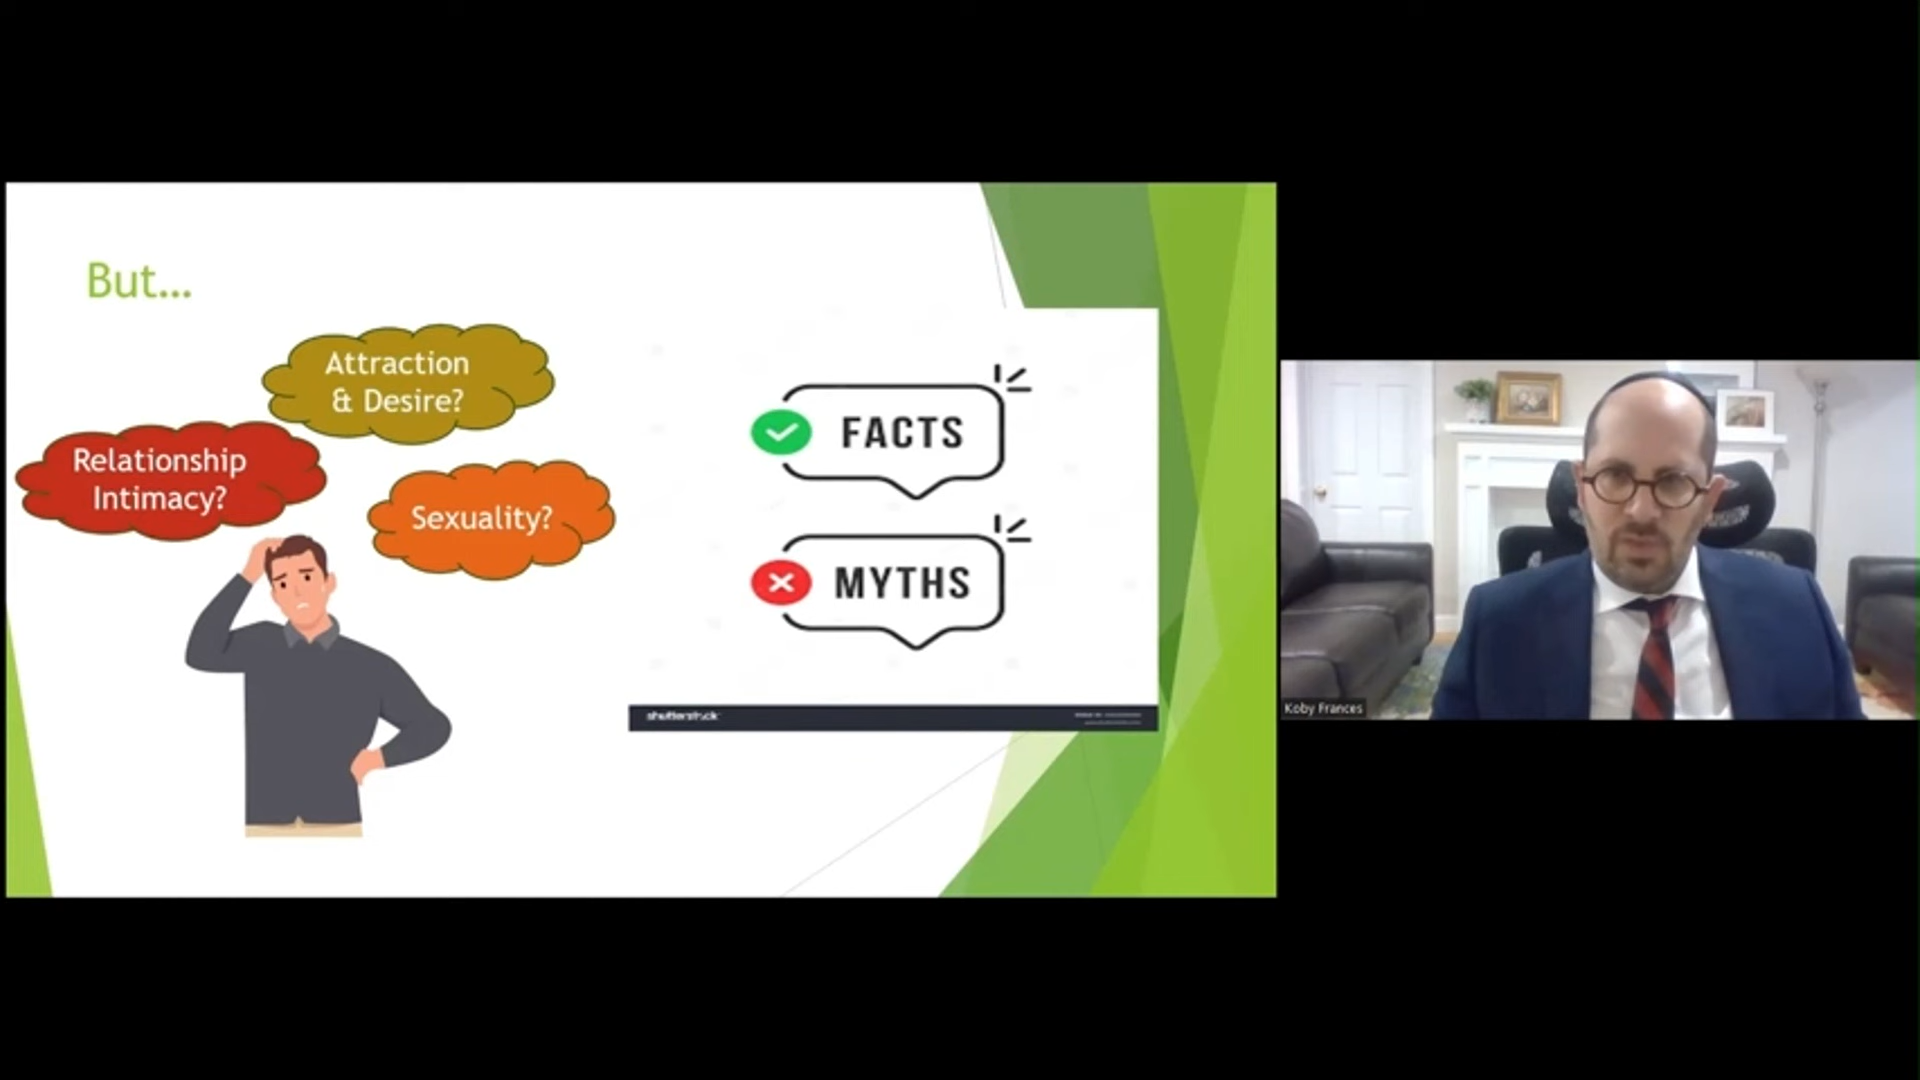 But...
Attraction
& Desire?
Relationship
Intimacy?
Sexuality?
FACTS
MYTHS
shutterstock
Koby Frances